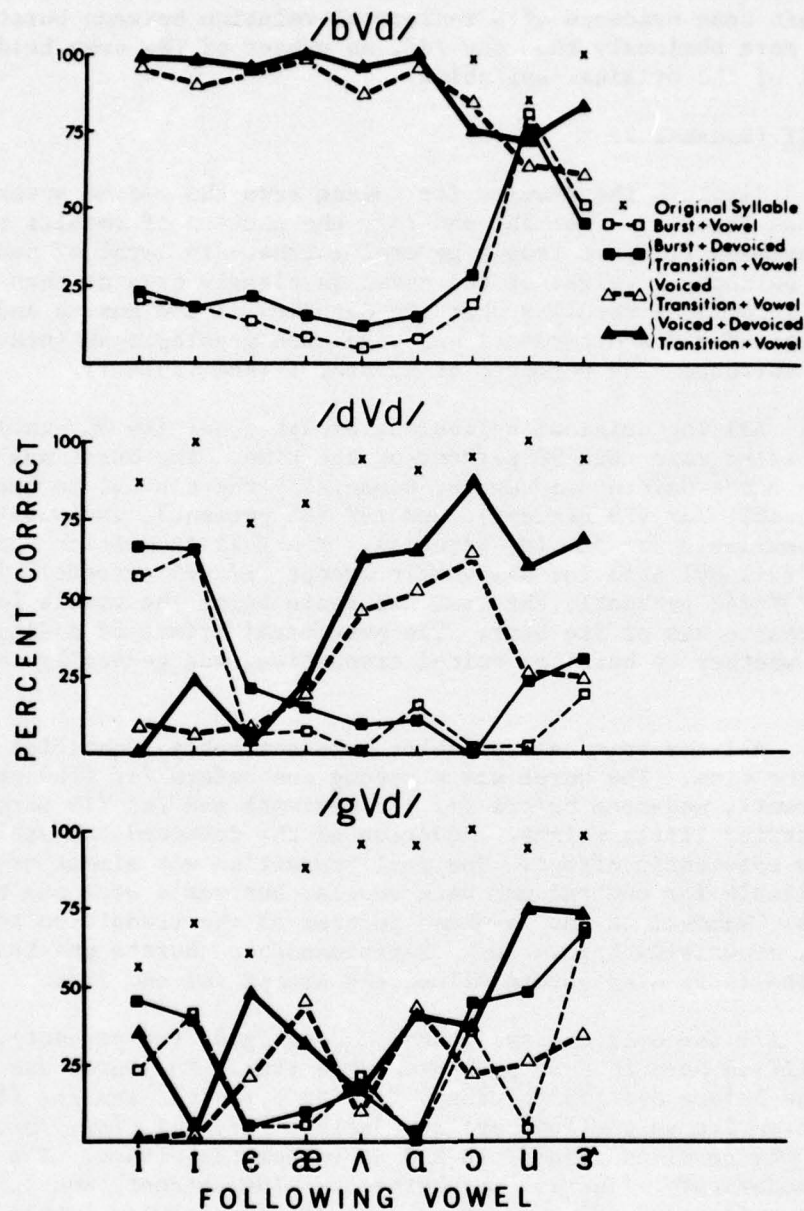 /bVd/
100
75
50
25
× Original Syllable
Burst + Vowel
Burst + Devoiced
Transition + Vowel
Voiced
Transition + Vowel
Voiced + Devoiced
Transition + Vowel
/dVd/
100
75
50
25
PERCENT CORRECT
/gVd/
100
75
50
25
i ɪ ɛ æ ʌ ɑ ɔ u ɝ
FOLLOWING VOWEL